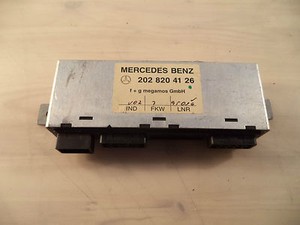 MERCEDES BENZ
202 820 41 26
f + g megamos GmbH
IND FKW LNR